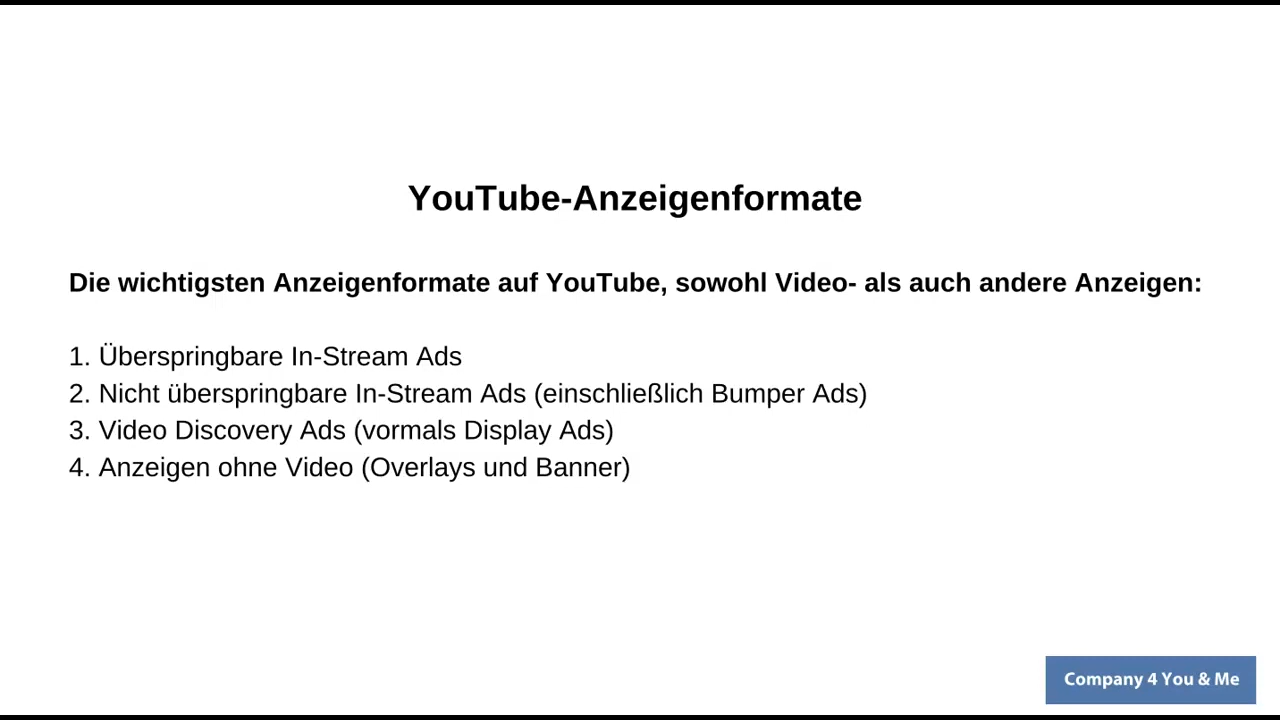 YouTube-Anzeigenformate
Die wichtigsten Anzeigenformate auf YouTube, sowohl Video- als auch andere Anzeigen:
1. Überspringbare In-Stream Ads
2. Nicht überspringbare In-Stream Ads (einschließlich Bumper Ads)
3. Video Discovery Ads (vormals Display Ads)
4. Anzeigen ohne Video (Overlays und Banner)
Company 4 You & Me